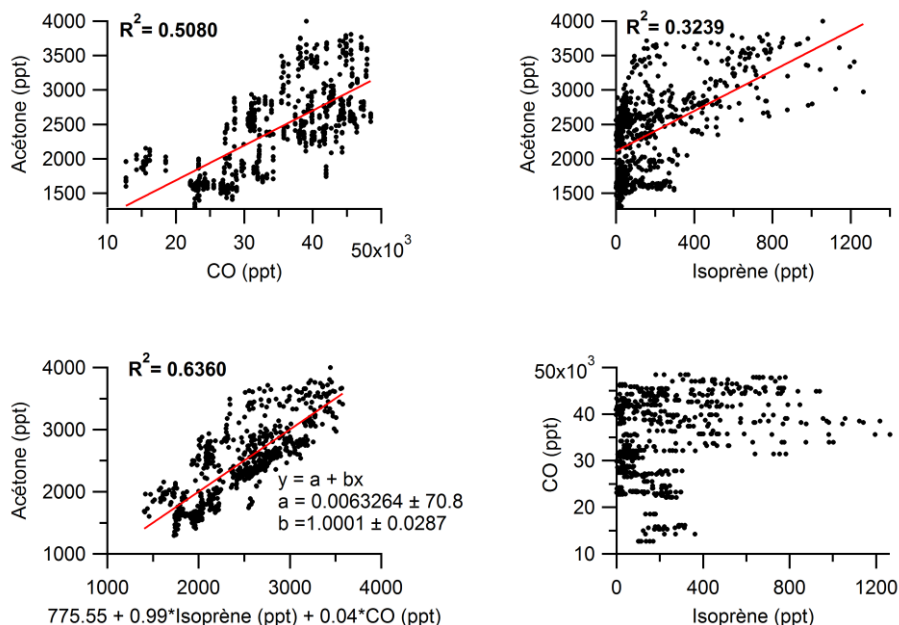 R² = 0.5080
4000
3500
3000
2500
2000
1500
Acétone (ppt)
10
20
30
40
50x10³
CO (ppt)
R² = 0.3239
4000
3500
3000
2500
2000
1500
Acétone (ppt)
0
400
800
1200
Isoprène (ppt)
R² = 0.6360
4000
3000
2000
1000
Acétone (ppt)
y = a + bx
a = 0.0063264 ± 70.8
b =1.0001 ± 0.0287
1000
2000
3000
4000
775.55 + 0.99*Isoprène (ppt) + 0.04*CO (ppt)
50x10³
40
30
20
10
CO (ppt)
0
400
800
1200
Isoprène (ppt)